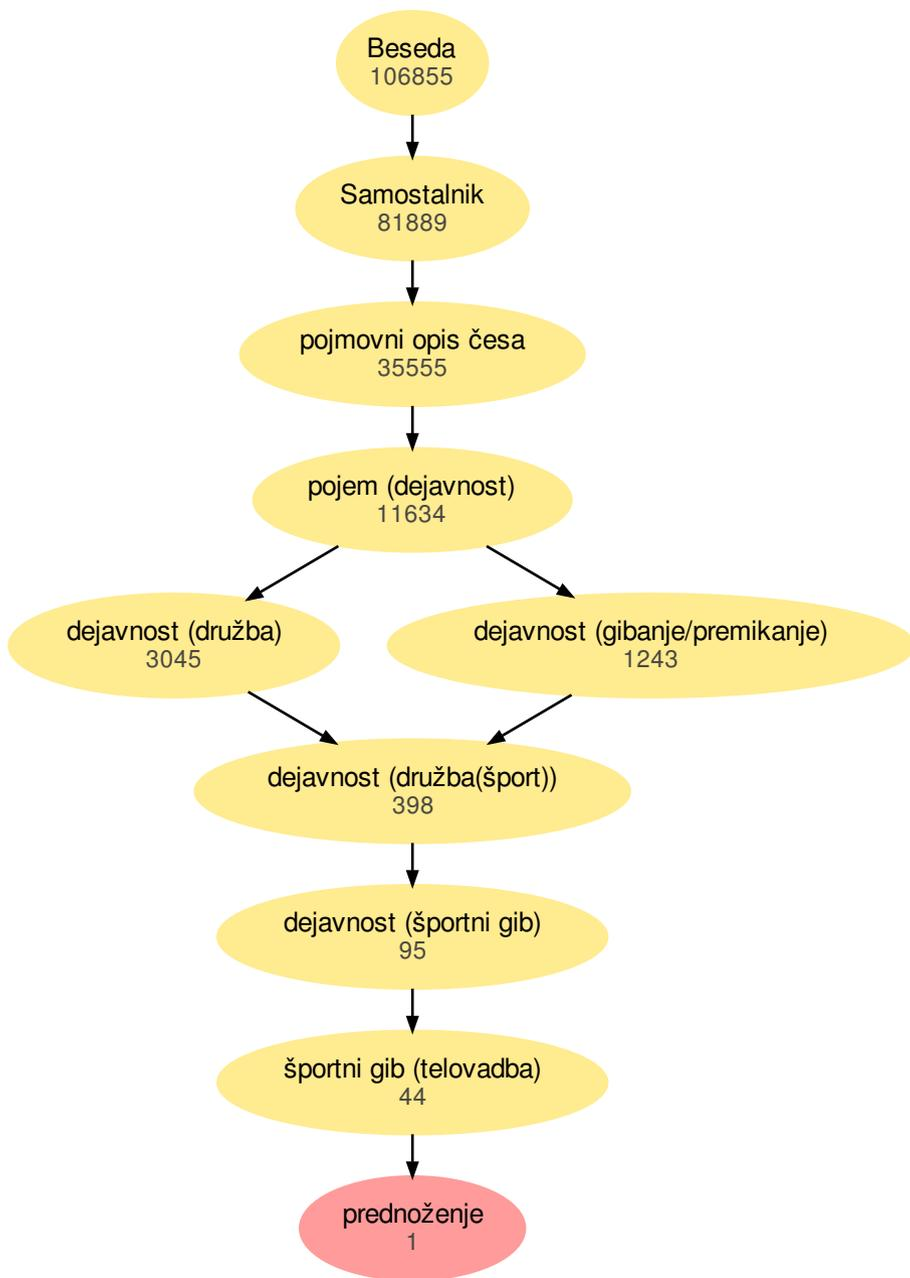 Beseda
106855
Samostalnik
81889
pojmovni opis česa
35555
pojem (dejavnost)
11634
dejavnost (družba)
3045
dejavnost (gibanje/premikanje)
1243
dejavnost (družba(šport))
398
dejavnost (športni gib)
95
športni gib (telovadba)
44
prednoženje
1